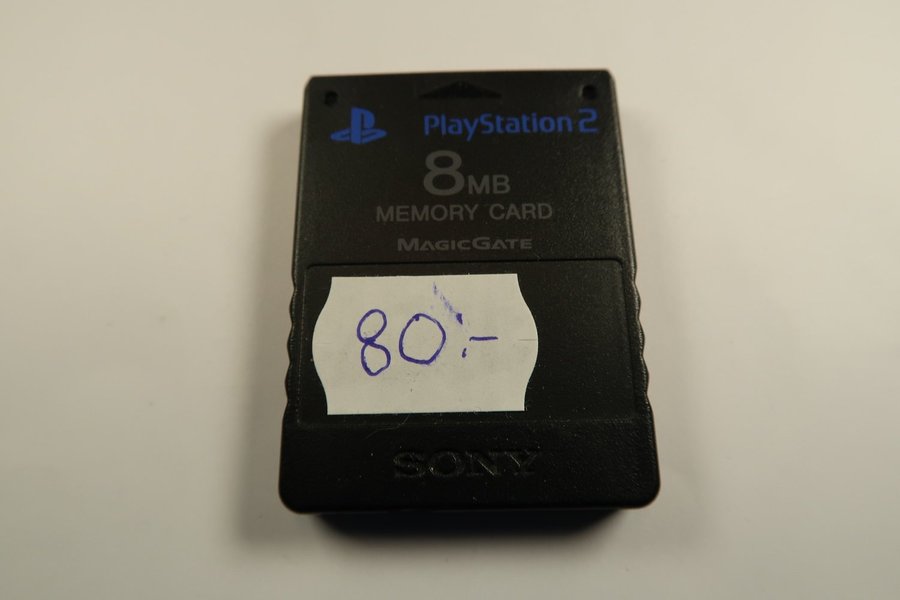 PlayStation 2
8MB
MEMORY CARD
MAGICGATE
80:-
SONY